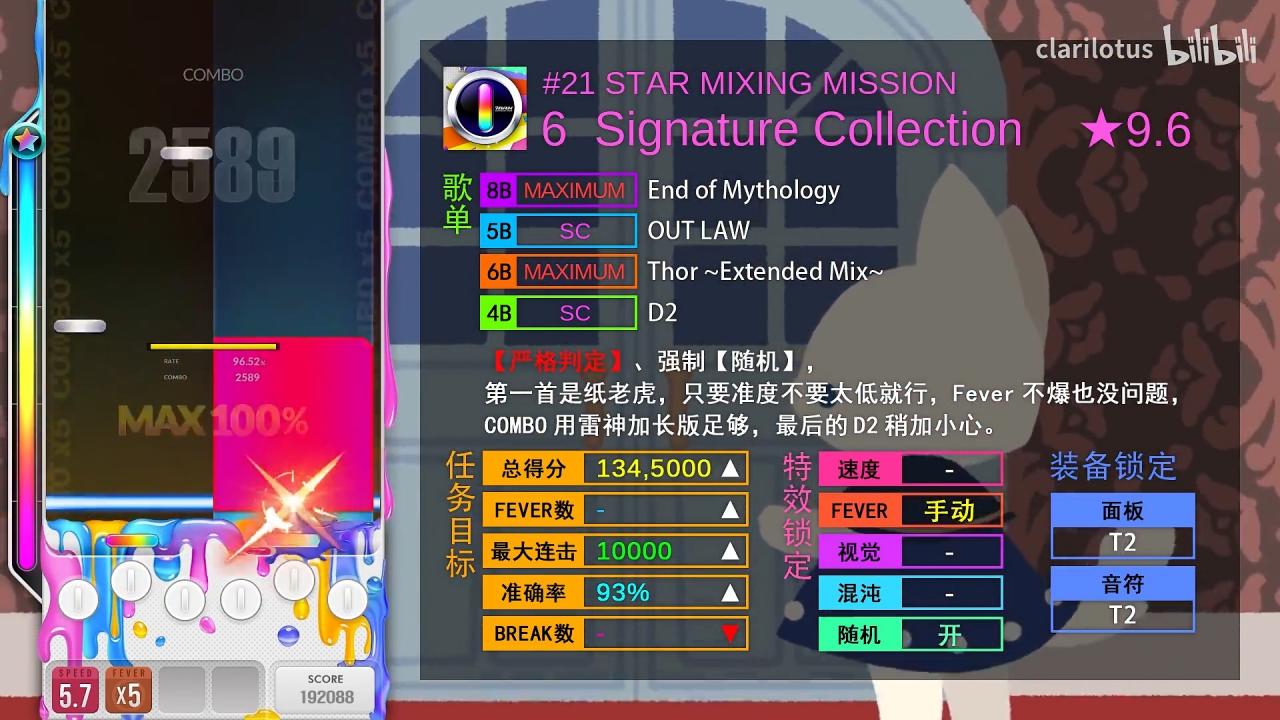 clarilotus bilibili
COMBO
2589
COMBO x5
RATE 96.52%
COMBO 2589
MAX 100%
SPEED 5.7
FEVER x5
SCORE
192088
#21 STAR MIXING MISSION
6 Signature Collection ★9.6
歌单
8B MAXIMUM End of Mythology
5B SC OUT LAW
6B MAXIMUM Thor ~Extended Mix~
4B SC D2
【严格判定】、强制【随机】,
第一首是纸老虎，只要准度不要太低就行，Fever 不爆也没问题，
COMBO 用雷神加长版足够，最后的 D2 稍加小心。
任务目标
总得分 134,5000 ▲
FEVER数 - ▲
最大连击 10000 ▲
准确率 93% ▲
BREAK数 - ▼
特效锁定
速度 -
FEVER 手动
视觉 -
混沌 -
随机 开
装备锁定
面板
T2
音符
T2